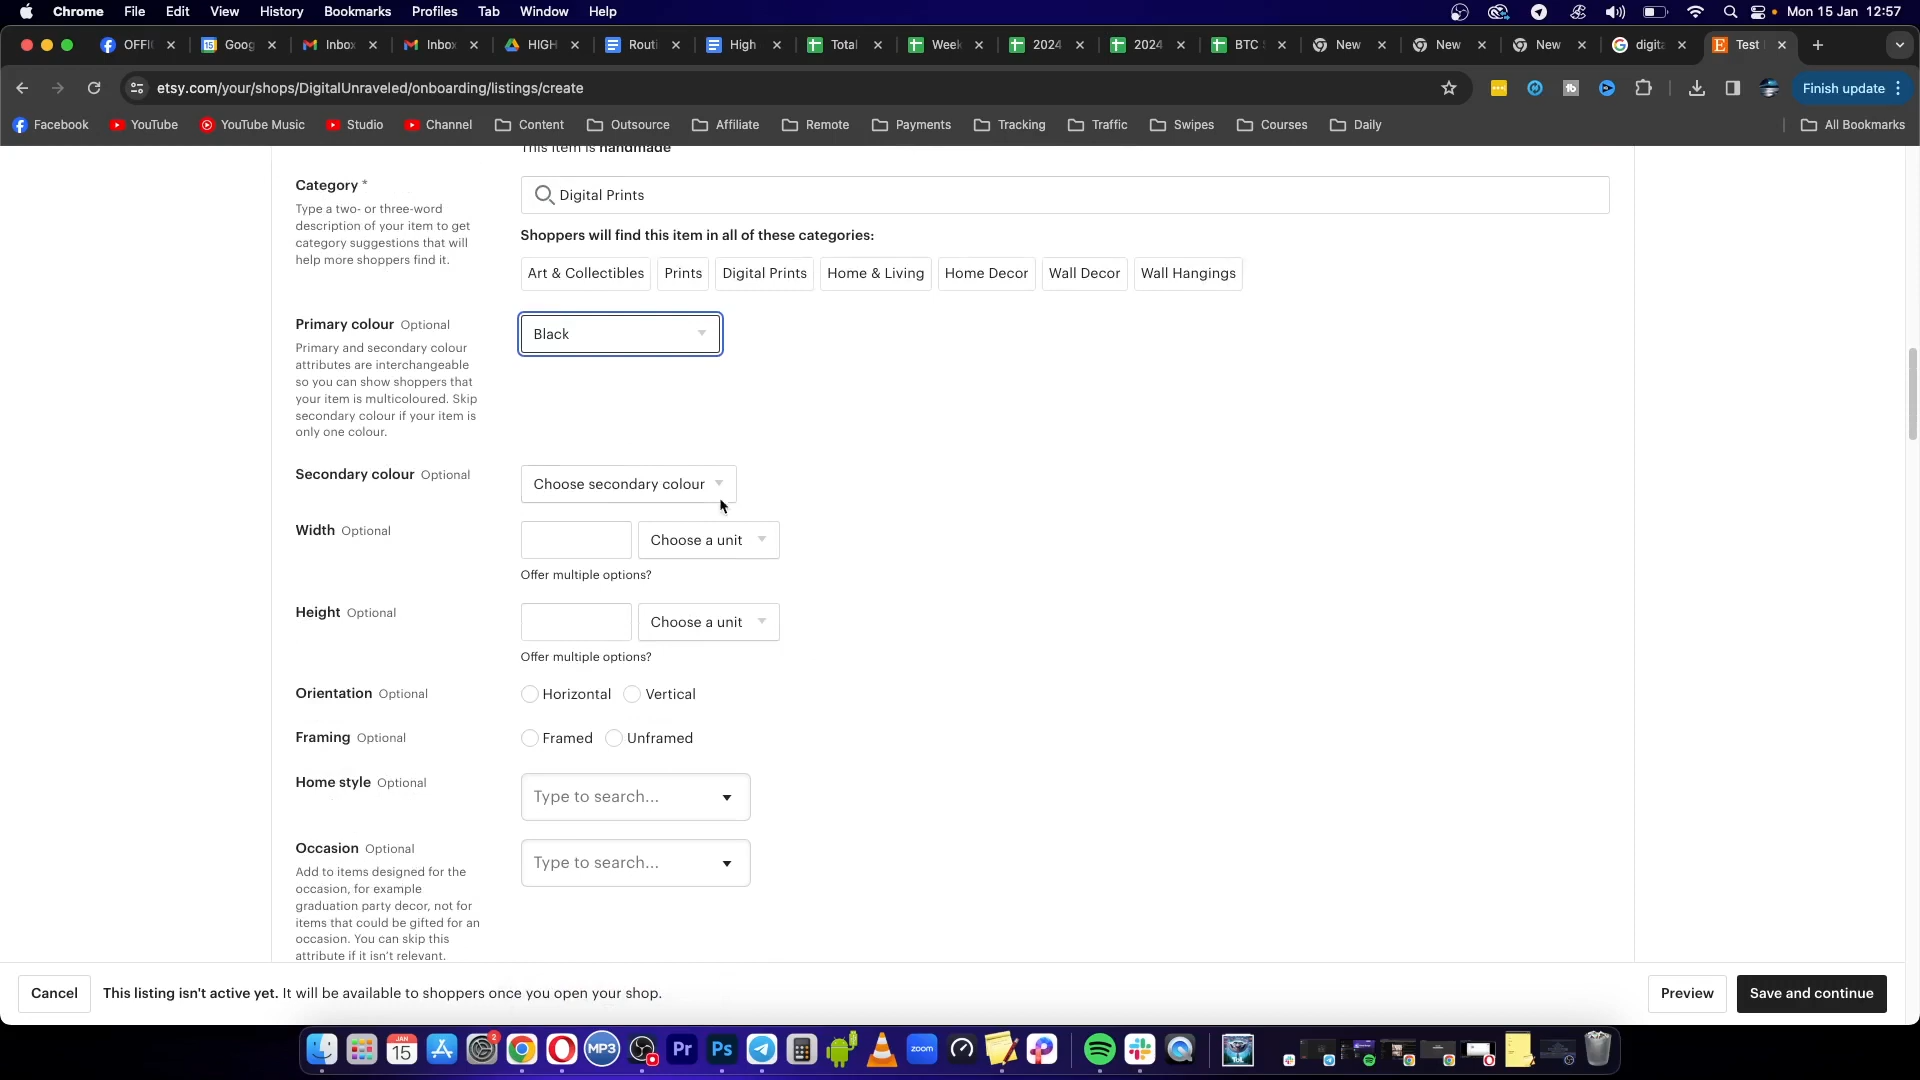 Chrome File Edit View History Bookmarks Profiles Tab Window Help Mon 15 Jan 12:57
OFFI Goog Inbox Inbox HIGH Routi High Total Week 2024 2024 BTC New New New digita Test
etsy.com/your/shops/DigitalUnraveled/onboarding/listings/create Finish update
Facebook YouTube YouTube Music Studio Channel Content Outsource Affiliate Remote Payments Tracking Traffic Swipes Courses Daily All Bookmarks
This item is handmade
Category *
Type a two- or three-word
description of your item to get
category suggestions that will
help more shoppers find it.
Digital Prints
Shoppers will find this item in all of these categories:
Art & Collectibles Prints Digital Prints Home & Living Home Decor Wall Decor Wall Hangings
Primary colour Optional
Primary and secondary colour
attributes are interchangeable
so you can show shoppers that
your item is multicoloured. Skip
secondary colour if your item is
only one colour.
Black
Secondary colour Optional
Choose secondary colour
Width Optional
Choose a unit
Offer multiple options?
Height Optional
Choose a unit
Offer multiple options?
Orientation Optional
Horizontal Vertical
Framing Optional
Framed Unframed
Home style Optional
Type to search...
Occasion Optional
Add to items designed for the
occasion, for example
graduation party decor, not for
items that could be gifted for an
occasion. You can skip this
attribute if it isn't relevant.
Type to search...
Cancel This listing isn't active yet. It will be available to shoppers once you open your shop. Preview Save and continue
JAN 15 2 MP3 Pr Ps zoom